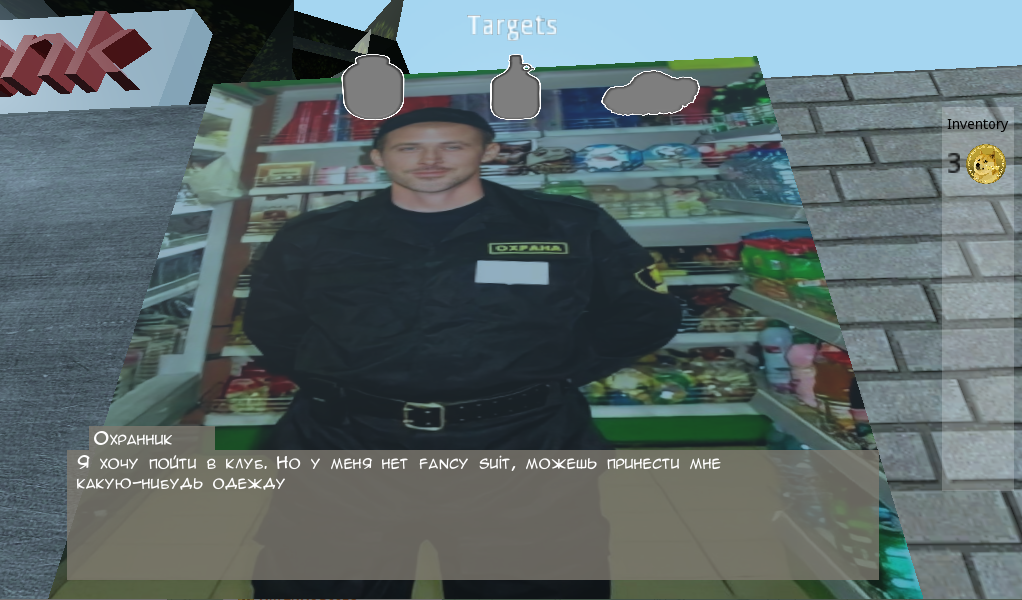 Targets
nk
Inventory
3
ОХРАНА
Охранник
Я хочу пойти в клуб. Но у меня нет fancy suit, можешь принести мне
какую-нибудь одежду